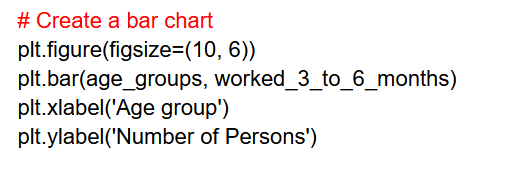 # Create a bar chart
plt.figure(figsize=(10, 6))
plt.bar(age_groups, worked_3_to_6_months)
plt.xlabel('Age group')
plt.ylabel('Number of Persons')